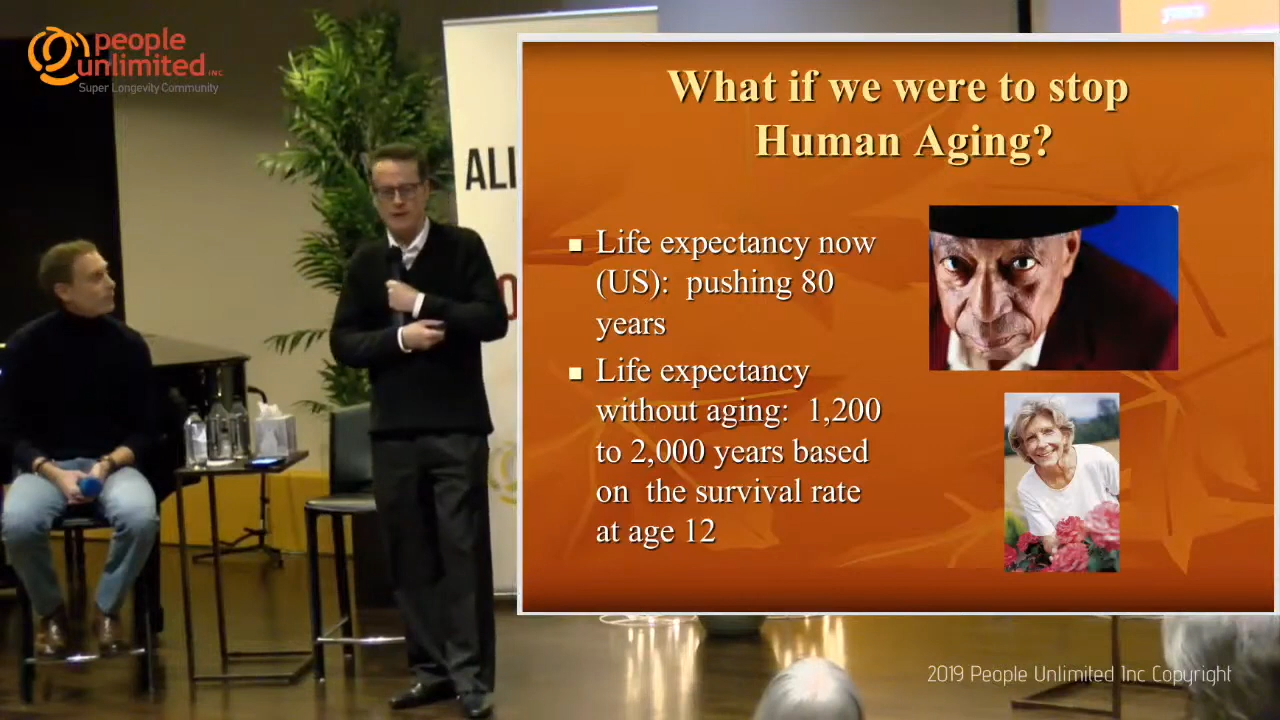 people
unlimited INC
Super Longevity Community
ALI
What if we were to stop
Human Aging?
■ Life expectancy now
(US): pushing 80
years
■ Life expectancy
without aging: 1,200
to 2,000 years based
on the survival rate
at age 12
2019 People Unlimited Inc Copyright